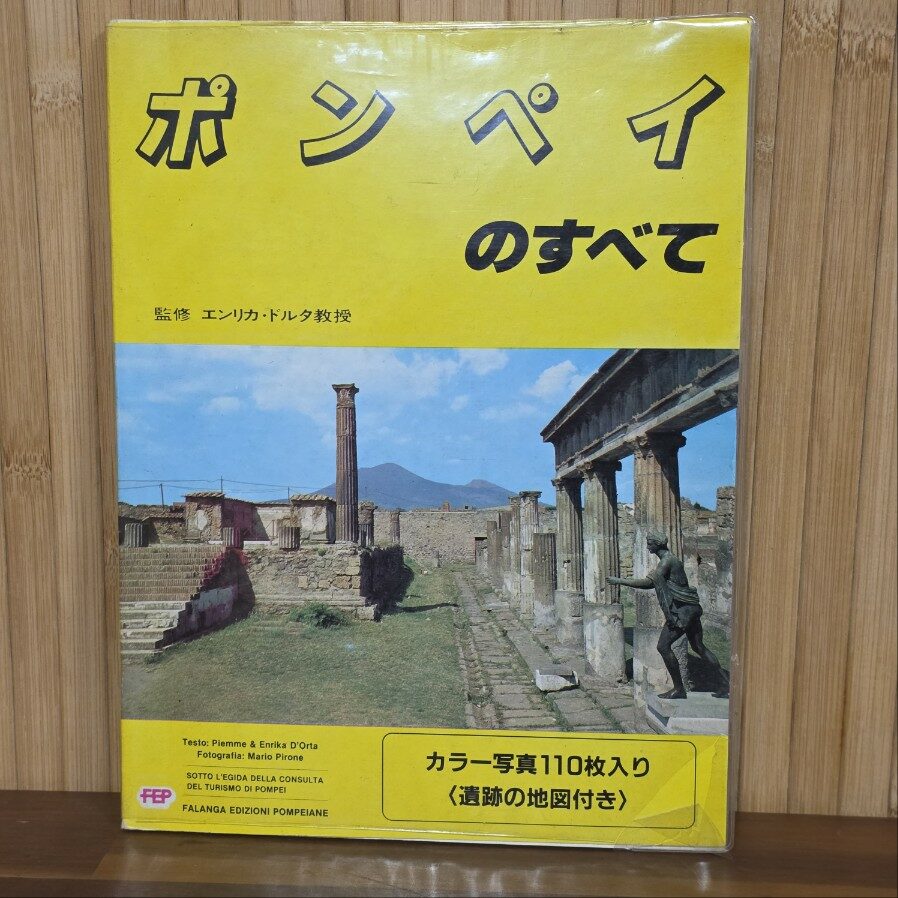 ポンペイ
のすべて
監修 エンリカ・ドルタ教授
Testo: Piemme & Enrika D'Orta
Fotografia: Mario Pirone
SOTTO L'EGIDA DELLA CONSULTA
DEL TURISMO DI POMPEI
FEP
FALANGA EDIZIONI POMPEIANE
カラー写真110枚入り
〈遺跡の地図付き〉